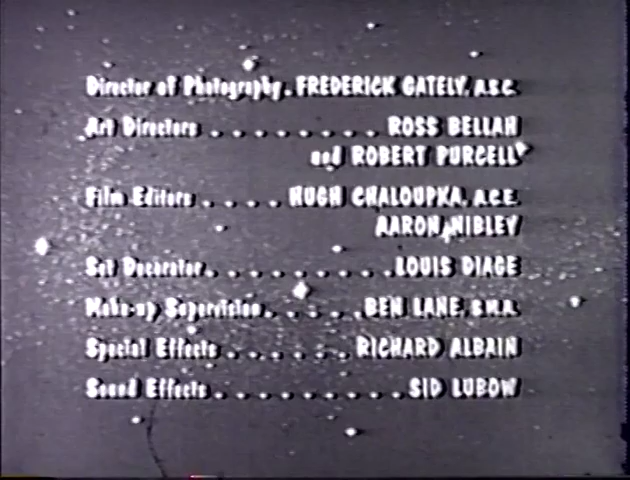 Director of Photography . FREDERICK GATELY, A.S.C.
Art Directors . . . . . . . . ROSS BELLAH
and ROBERT PURCELL
Film Editors . . . . . HUGH CHALOUPKA, A.C.E.
AARON NIBLEY
Set Decorator . . . . . . . . . . LOUIS DIAGE
Make-up Supervision . . . . . BEN LANE, S.M.A.
Special Effects . . . . . . . RICHARD ALBAIN
Sound Effects . . . . . . . . . . SID LUBOW